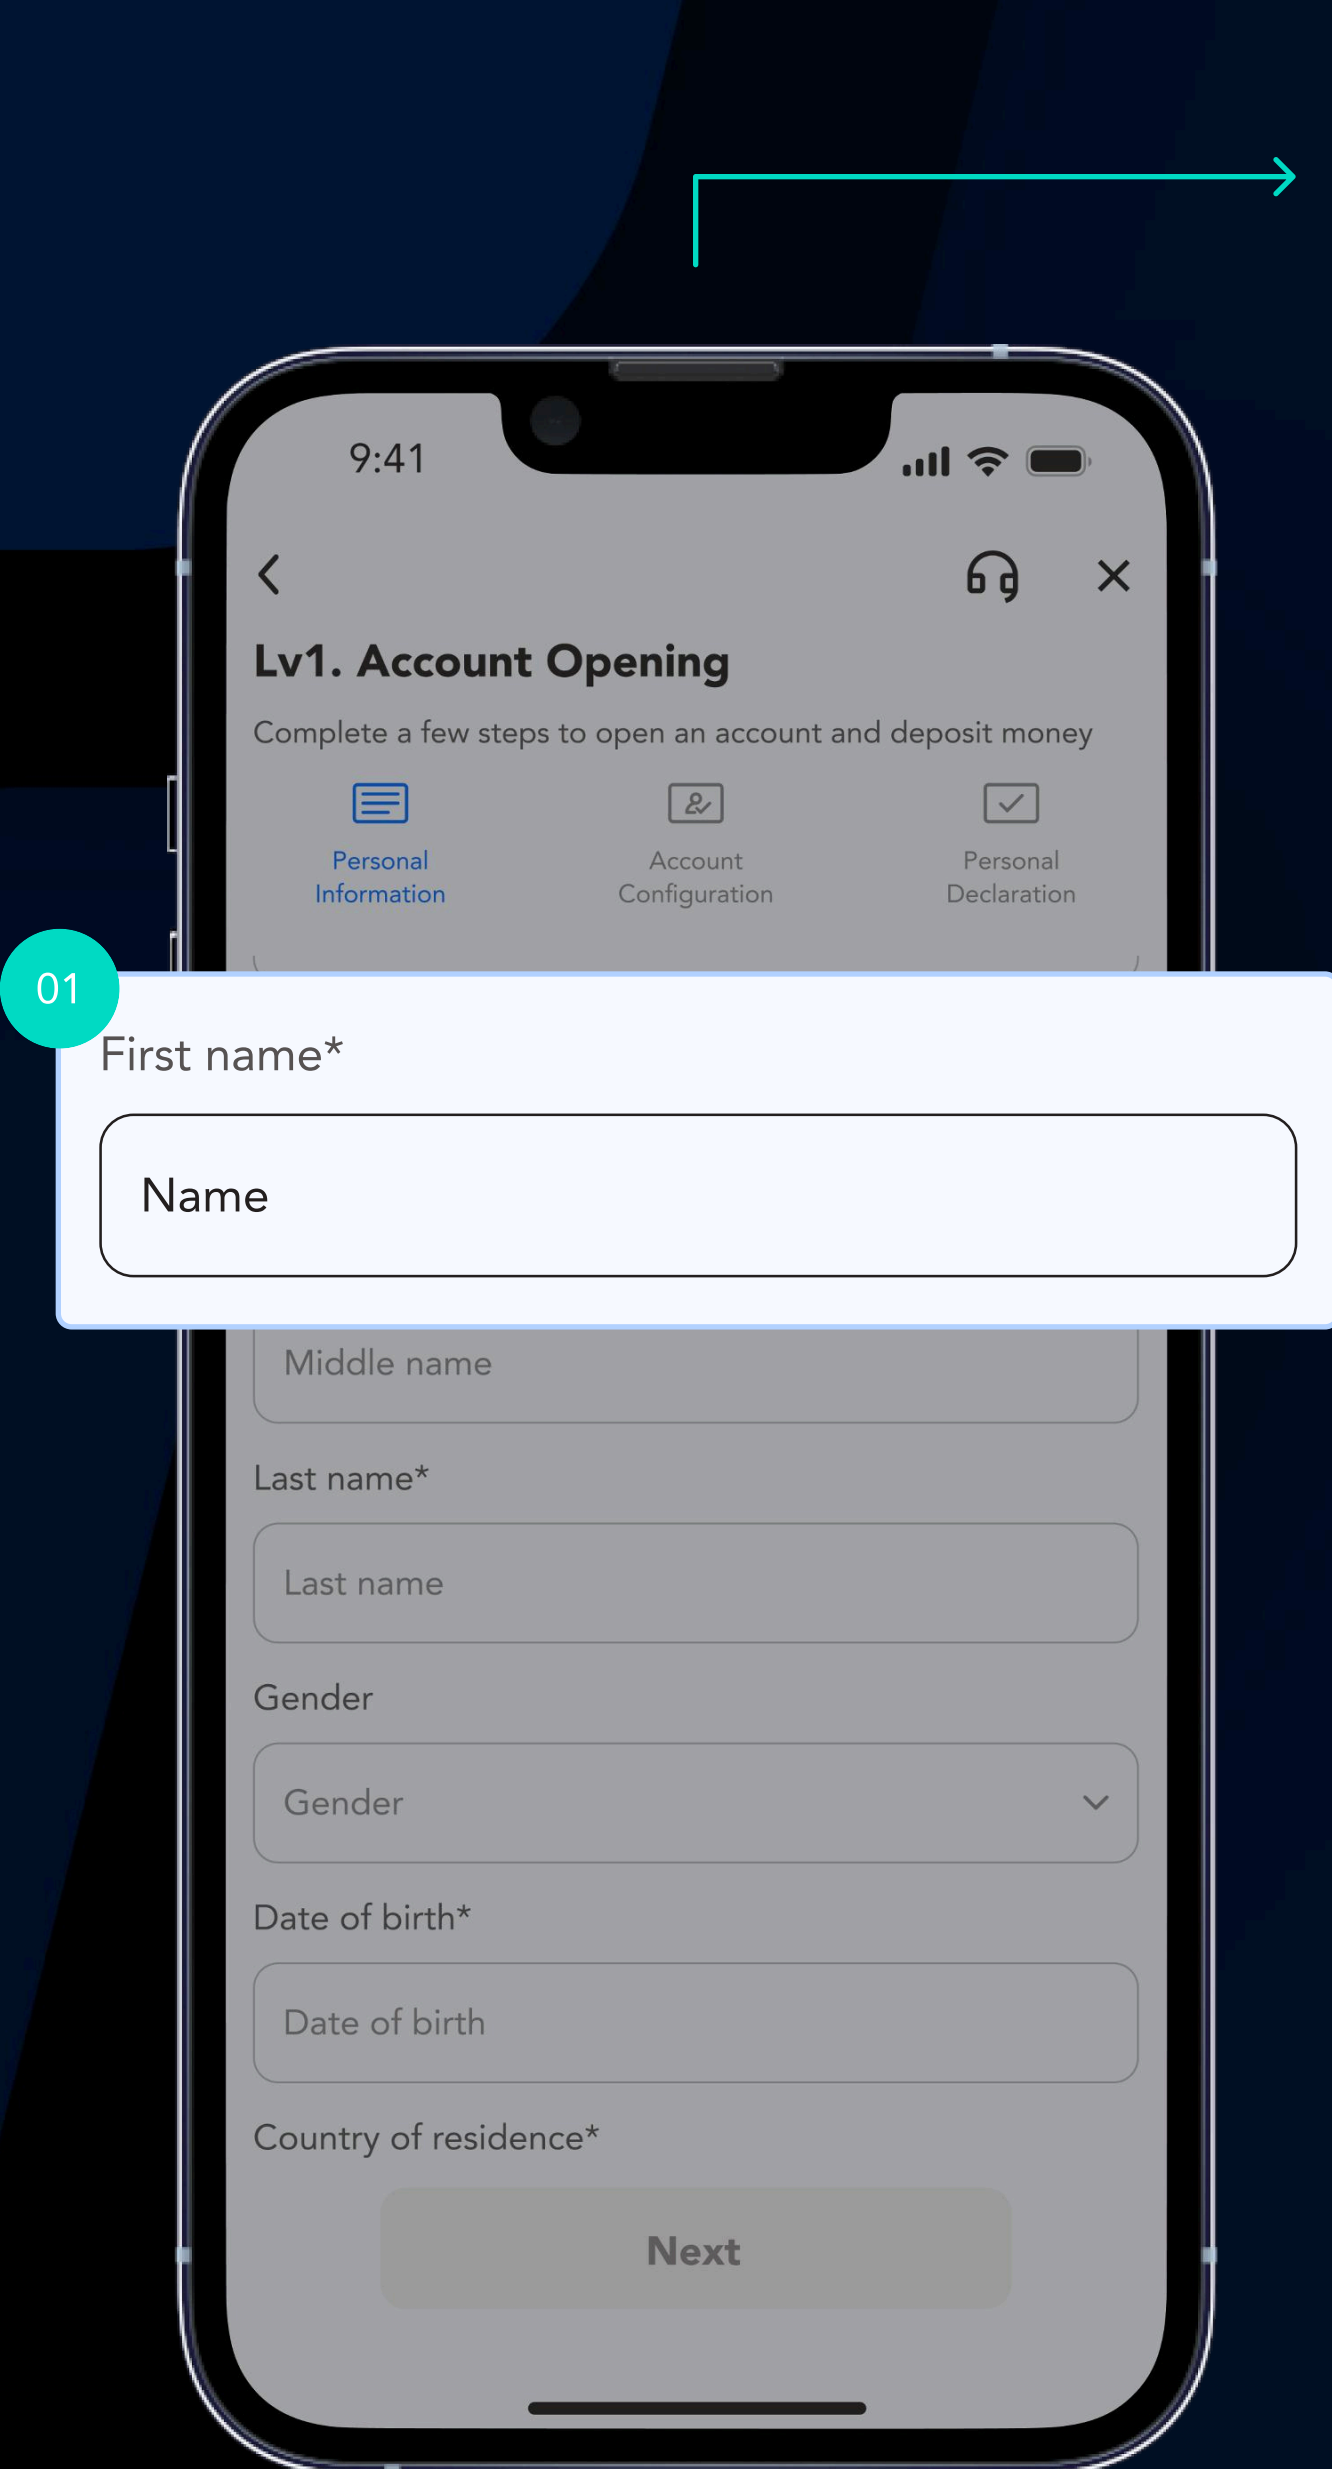 9:41
Lv1. Account Opening
Complete a few steps to open an account and deposit money
Personal
Information
Account
Configuration
Personal
Declaration
01
First name*
Name
Middle name
Last name*
Last name
Gender
Gender
Date of birth*
Date of birth
Country of residence*
Next